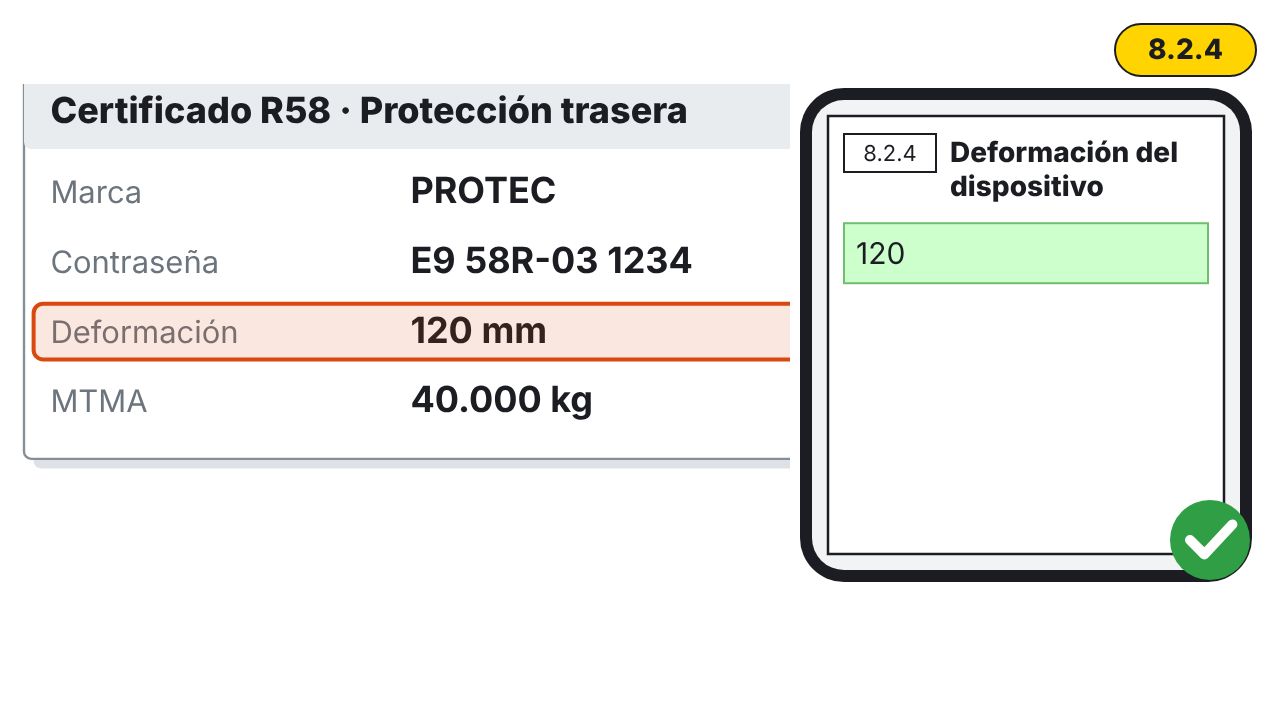 8.2.4
Certificado R58 · Protección trasera
Marca PROTEC
Contraseña E9 58R-03 1234
Deformación 120 mm
MTMA 40.000 kg
8.2.4 Deformación del
dispositivo
120